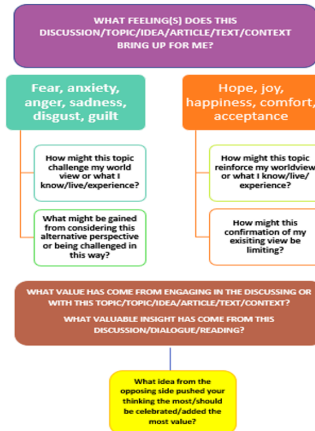 WHAT FEELING(S) DOES THIS
DISCUSSION/TOPIC/IDEA/ARTICLE/TEXT/CONTEXT
BRING UP FOR ME?
Fear, anxiety,
anger, sadness,
disgust, guilt
Hope, joy,
happiness, comfort,
acceptance
How might this topic
challenge my world
view or what I
know/live/experience?
How might this topic
reinforce my worldview
or what I know/live/
experience?
What might be gained
from considering this
alternative perspective
or being challenged in
this way?
How might this
confirmation of my
exisiting view be
limiting?
WHAT VALUE HAS COME FROM ENGAGING IN THE DISCUSSING OR
WITH THIS TOPIC/TOPIC/IDEA/ARTICLE/TEXT/CONTEXT?
WHAT VALUABLE INSIGHT HAS COME FROM THIS
DISCUSSION/DIALOGUE/READING?
What idea from the
opposing side pushed your
thinking the most/should
be celebrated/added the
most value?